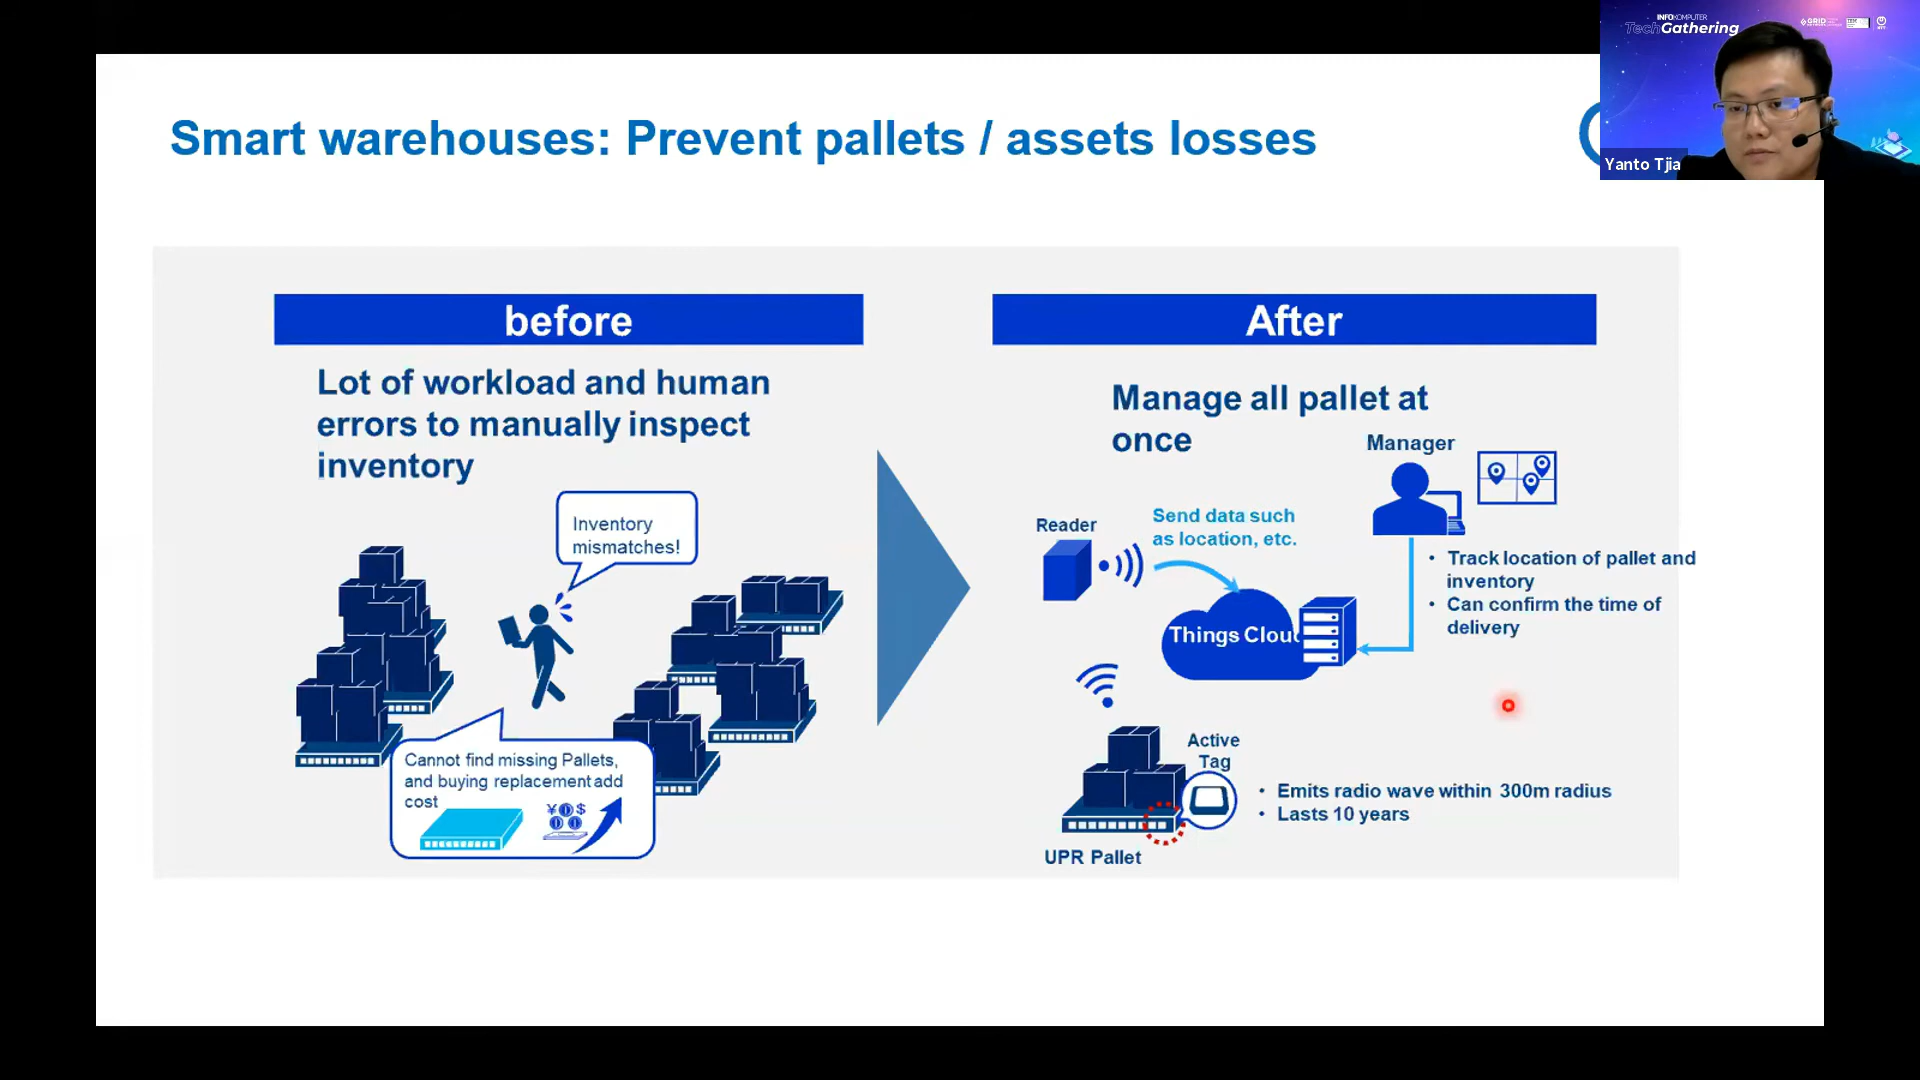 INFOKOMPUTER
TechGathering
GRID
Yanto Tjia
Smart warehouses: Prevent pallets / assets losses
before
Lot of workload and human
errors to manually inspect
inventory
Inventory
mismatches!
Cannot find missing Pallets,
and buying replacement add
cost
¥ $
After
Manage all pallet at
once
Manager
Reader
Send data such
as location, etc.
Things Clou
• Track location of pallet and
inventory
• Can confirm the time of
delivery
Active
Tag
• Emits radio wave within 300m radius
• Lasts 10 years
UPR Pallet